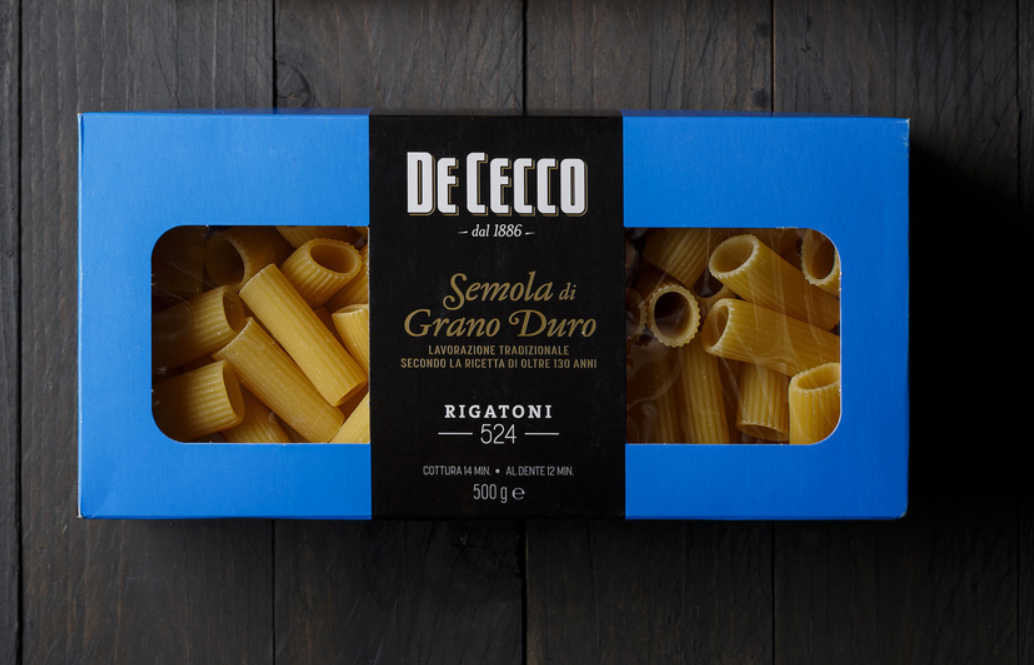 DE CECCO
– dal 1886 –
Semola di
Grano Duro
LAVORAZIONE TRADIZIONALE
SECONDO LA RICETTA DI OLTRE 130 ANNI
RIGATONI
524
COTTURA 14 MIN. • AL DENTE 12 MIN.
500 g ℮